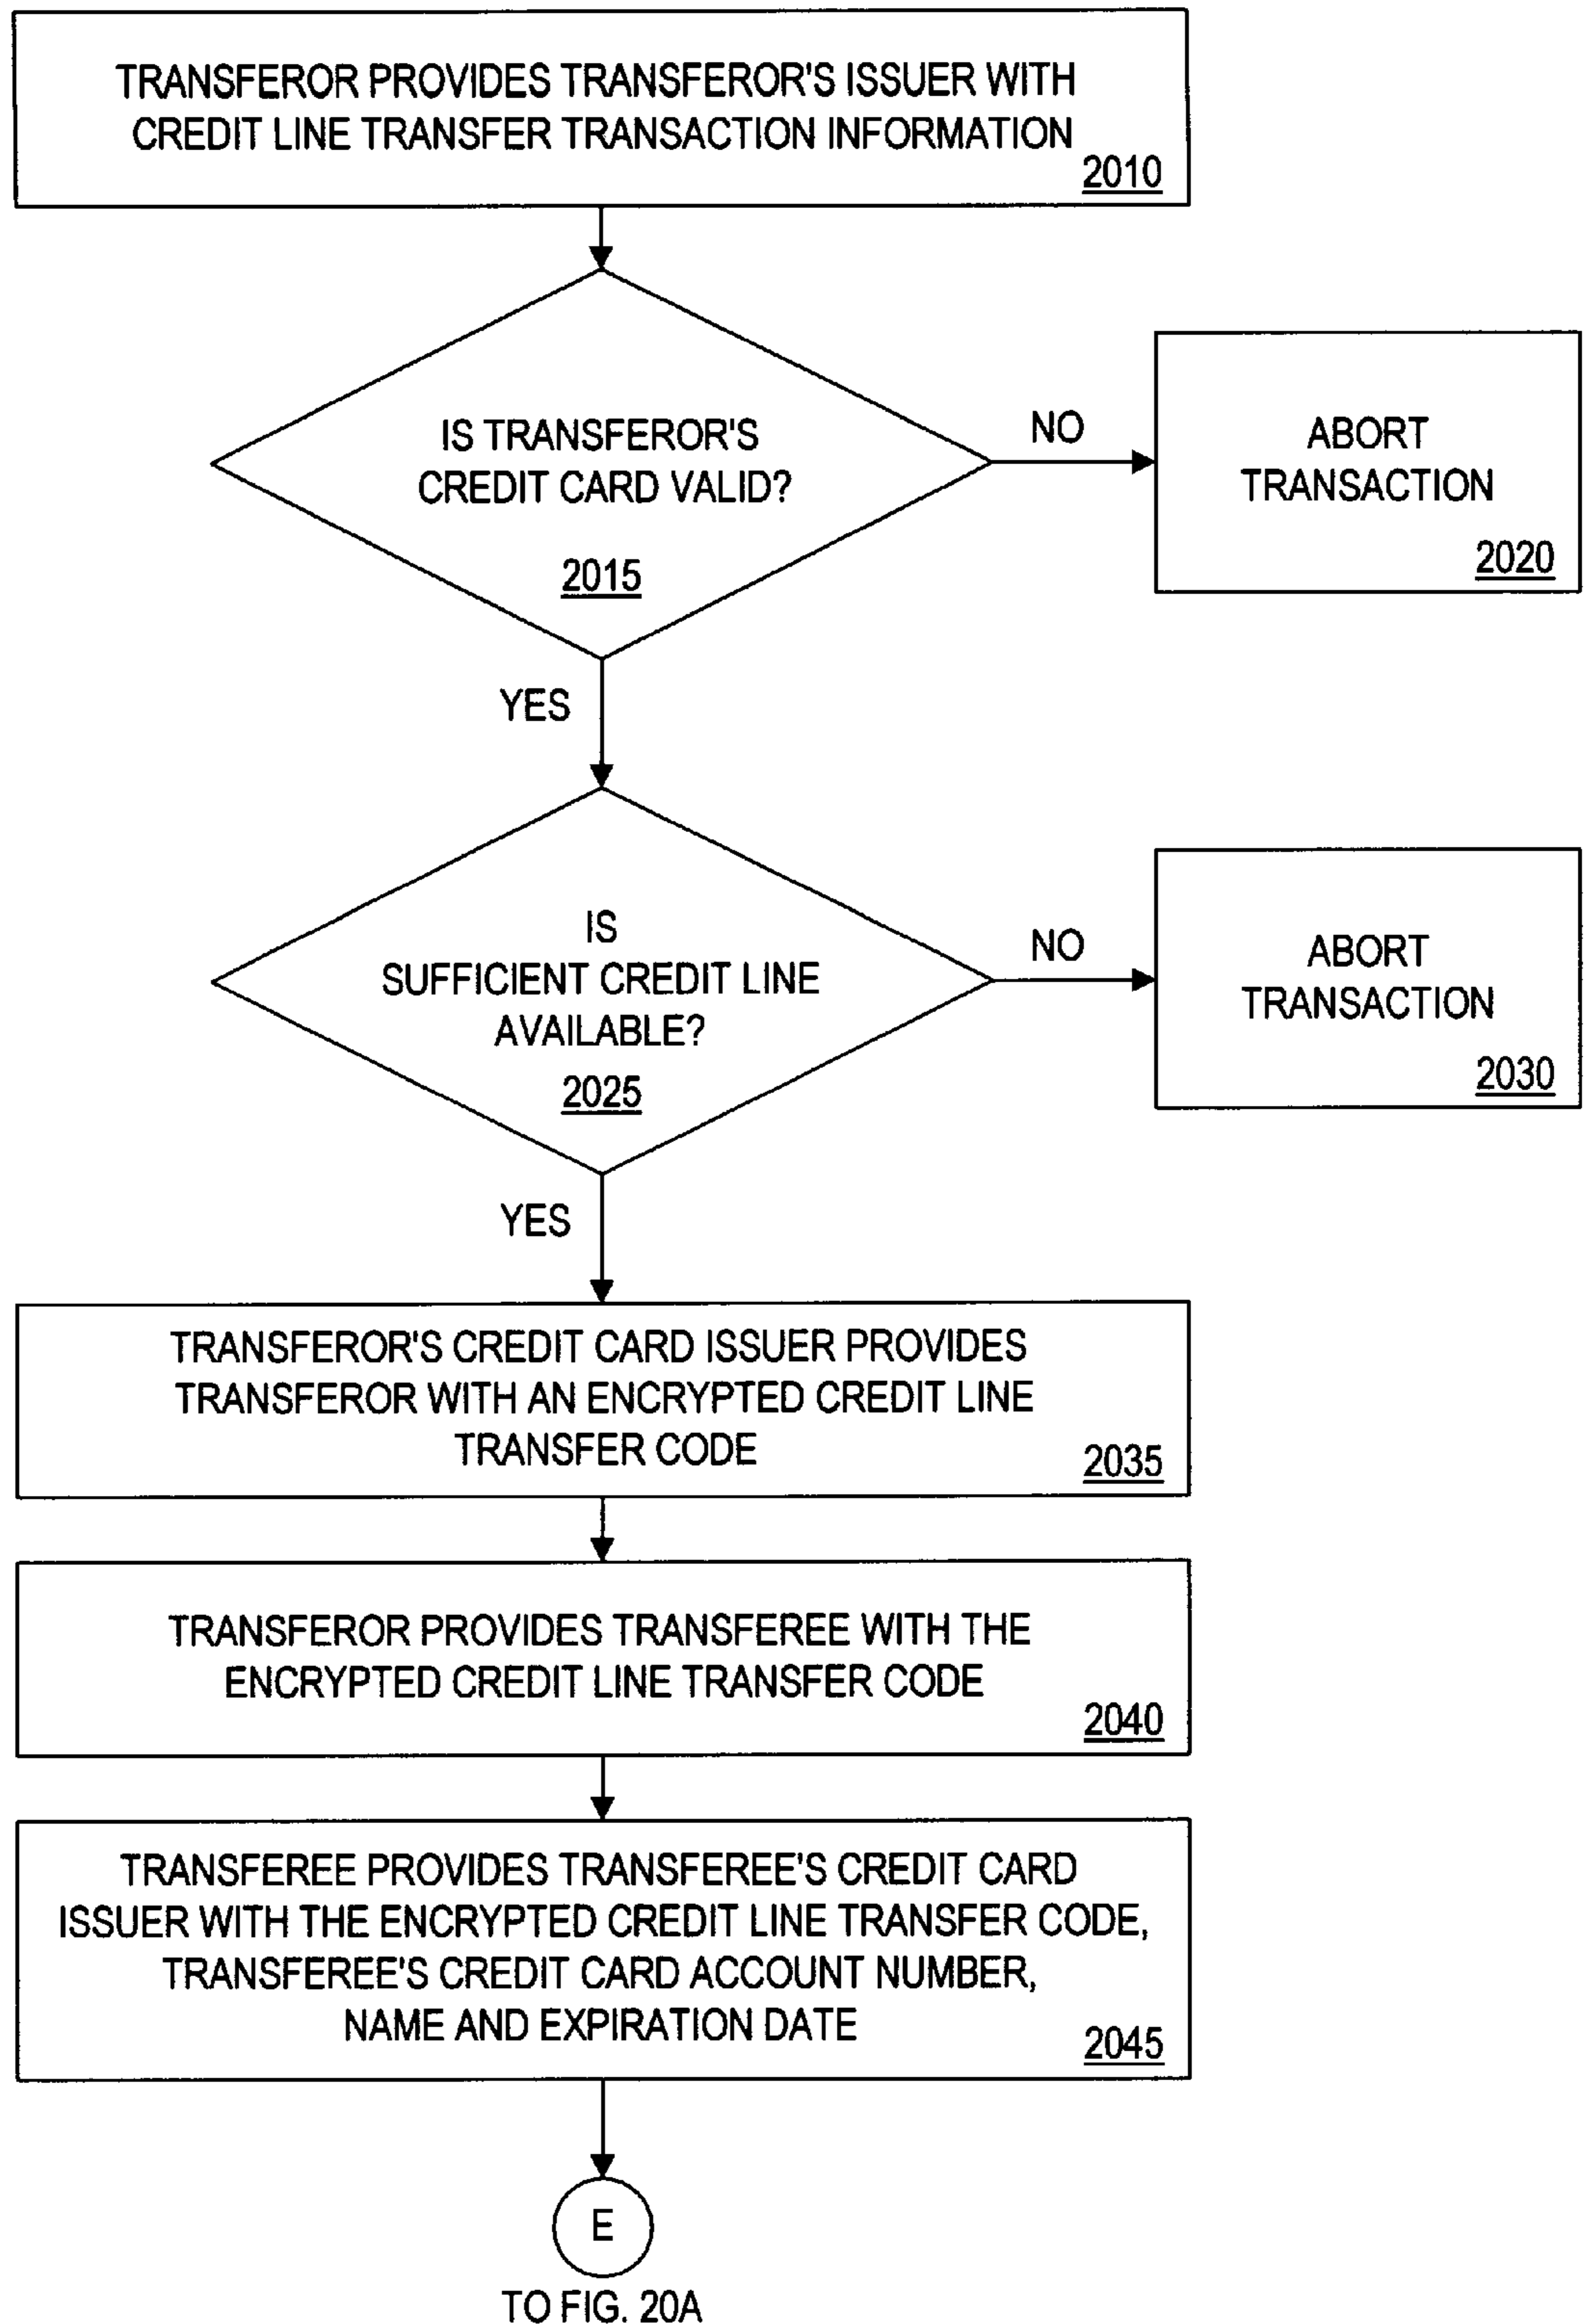 TRANSFEROR PROVIDES TRANSFEROR'S ISSUER WITH
CREDIT LINE TRANSFER TRANSACTION INFORMATION
2010
IS TRANSFEROR'S
CREDIT CARD VALID?
2015
NO
ABORT
TRANSACTION
2020
YES
IS
SUFFICIENT CREDIT LINE
AVAILABLE?
2025
NO
ABORT
TRANSACTION
2030
YES
TRANSFEROR'S CREDIT CARD ISSUER PROVIDES
TRANSFEROR WITH AN ENCRYPTED CREDIT LINE
TRANSFER CODE
2035
TRANSFEROR PROVIDES TRANSFEREE WITH THE
ENCRYPTED CREDIT LINE TRANSFER CODE
2040
TRANSFEREE PROVIDES TRANSFEREE'S CREDIT CARD
ISSUER WITH THE ENCRYPTED CREDIT LINE TRANSFER CODE,
TRANSFEREE'S CREDIT CARD ACCOUNT NUMBER,
NAME AND EXPIRATION DATE
2045
E
TO FIG. 20A